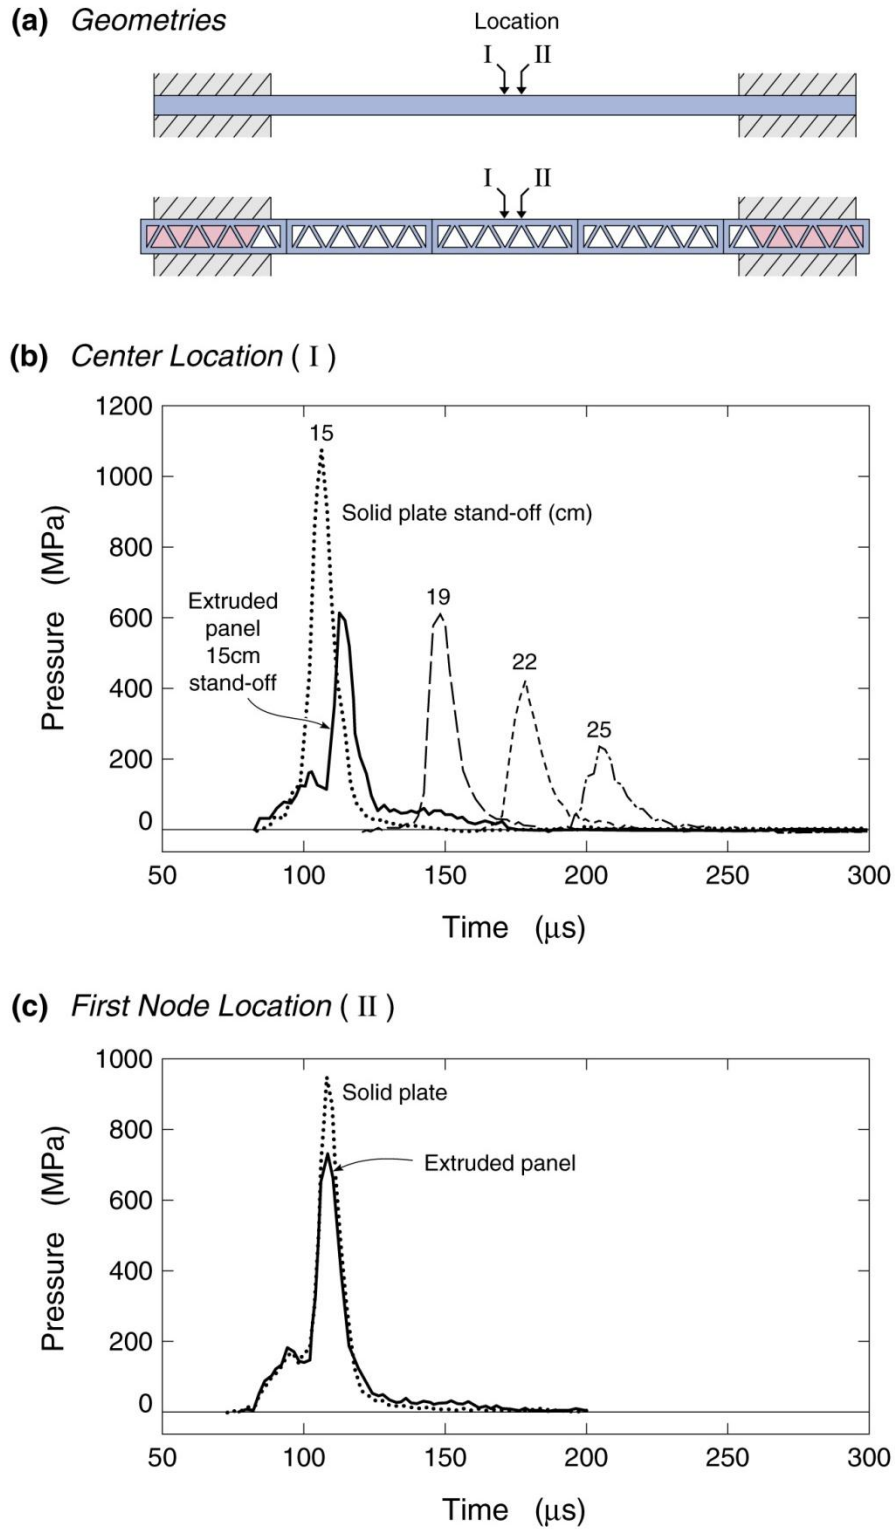 (a) Geometries
Location
I II
I II
(b) Center Location ( I )
1200
1000
800
600
400
200
0
Pressure (MPa)
15
Solid plate stand-off (cm)
Extruded
panel
15cm
stand-off
19
22
25
50 100 150 200 250 300
Time (μs)
(c) First Node Location ( II )
1000
800
600
400
200
0
Pressure (MPa)
Solid plate
Extruded panel
50 100 150 200 250 300
Time (μs)